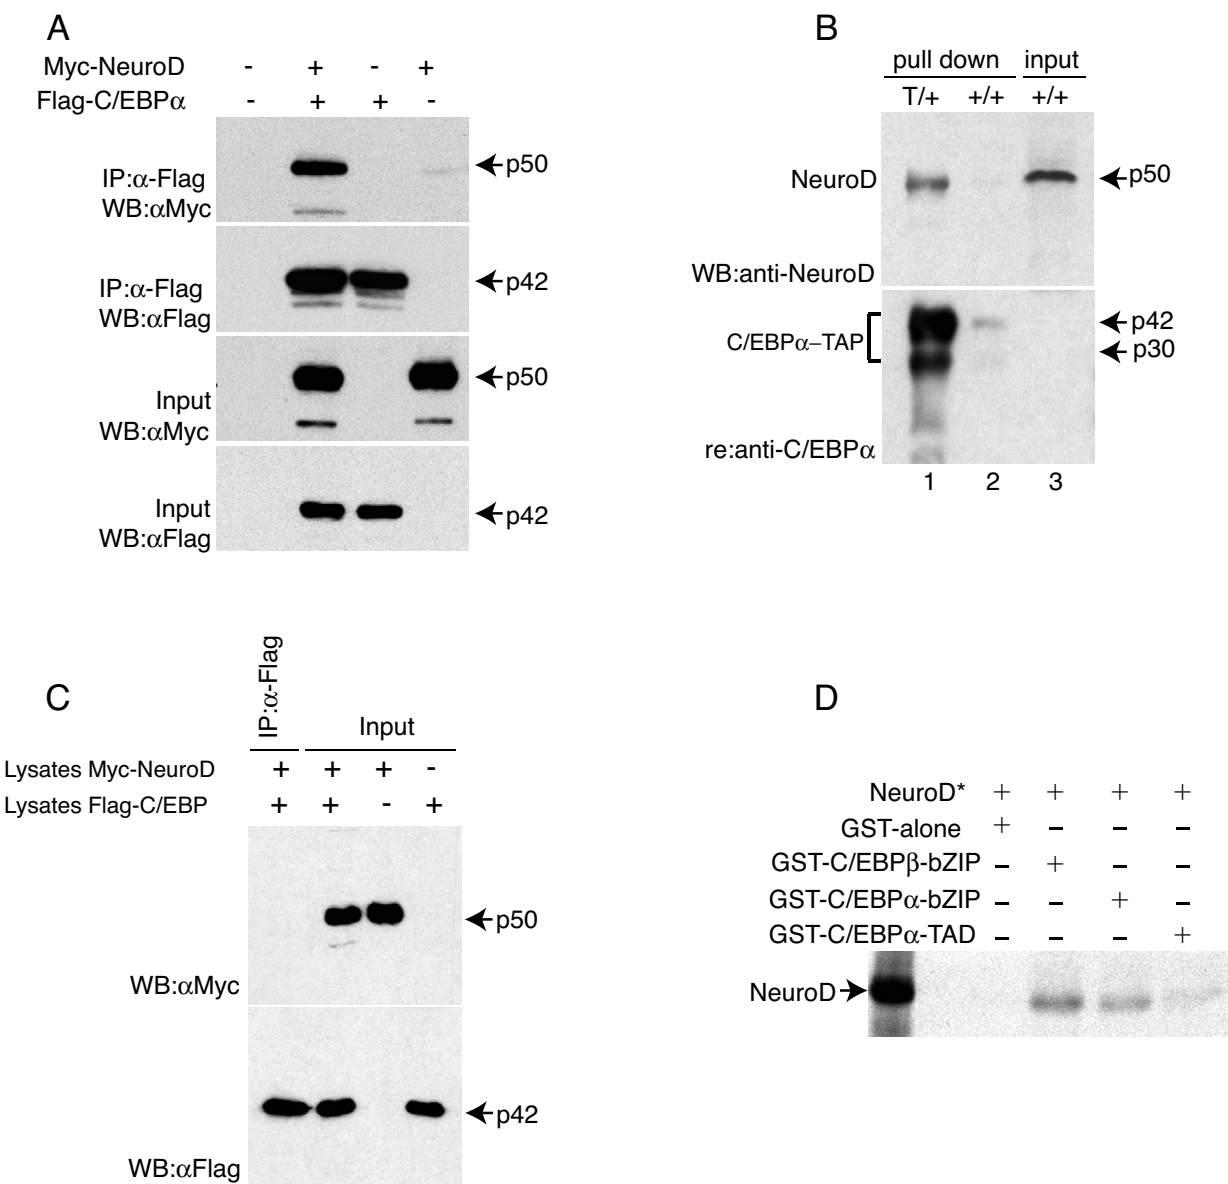 A
Myc-NeuroD - + - +
Flag-C/EBPα - + + -
IP:α-Flag
WB:αMyc
p50
IP:α-Flag
WB:αFlag
p42
Input
WB:αMyc
p50
Input
WB:αFlag
p42
B
pull down input
T/+ +/+ +/+
NeuroD
p50
WB:anti-NeuroD
C/EBPα–TAP
p42
p30
re:anti-C/EBPα
1 2 3
C
IP:α-Flag
Input
Lysates Myc-NeuroD + + + -
Lysates Flag-C/EBP + + - +
p50
WB:αMyc
p42
WB:αFlag
D
NeuroD* + + + +
GST-alone + – – –
GST-C/EBPβ-bZIP – + – –
GST-C/EBPα-bZIP – – + –
GST-C/EBPα-TAD – – – +
NeuroD